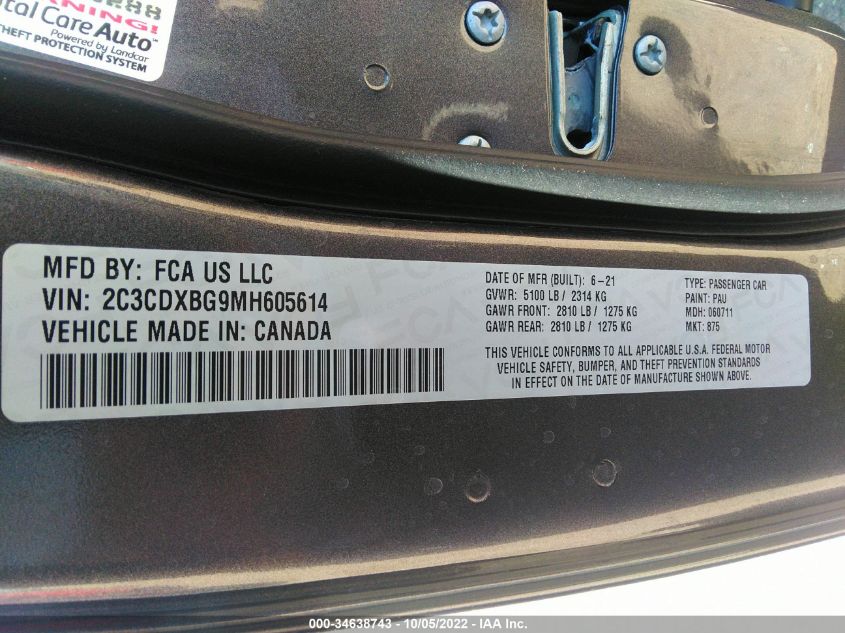 WARNING!
tal Care Auto™
Powered by Landcar
THEFT PROTECTION SYSTEM
MFD BY: FCA US LLC
VIN: 2C3CDXBG9MH605614
VEHICLE MADE IN: CANADA
DATE OF MFR (BUILT): 6-21
GVWR: 5100 LB / 2314 KG
GAWR FRONT: 2810 LB / 1275 KG
GAWR REAR: 2810 LB / 1275 KG
TYPE: PASSENGER CAR
PAINT: PAU
MDH: 060711
MKT: 875
THIS VEHICLE CONFORMS TO ALL APPLICABLE U.S.A. FEDERAL MOTOR
VEHICLE SAFETY, BUMPER, AND THEFT PREVENTION STANDARDS
IN EFFECT ON THE DATE OF MANUFACTURE SHOWN ABOVE.
000-34638743 - 10/05/2022 - IAA Inc.